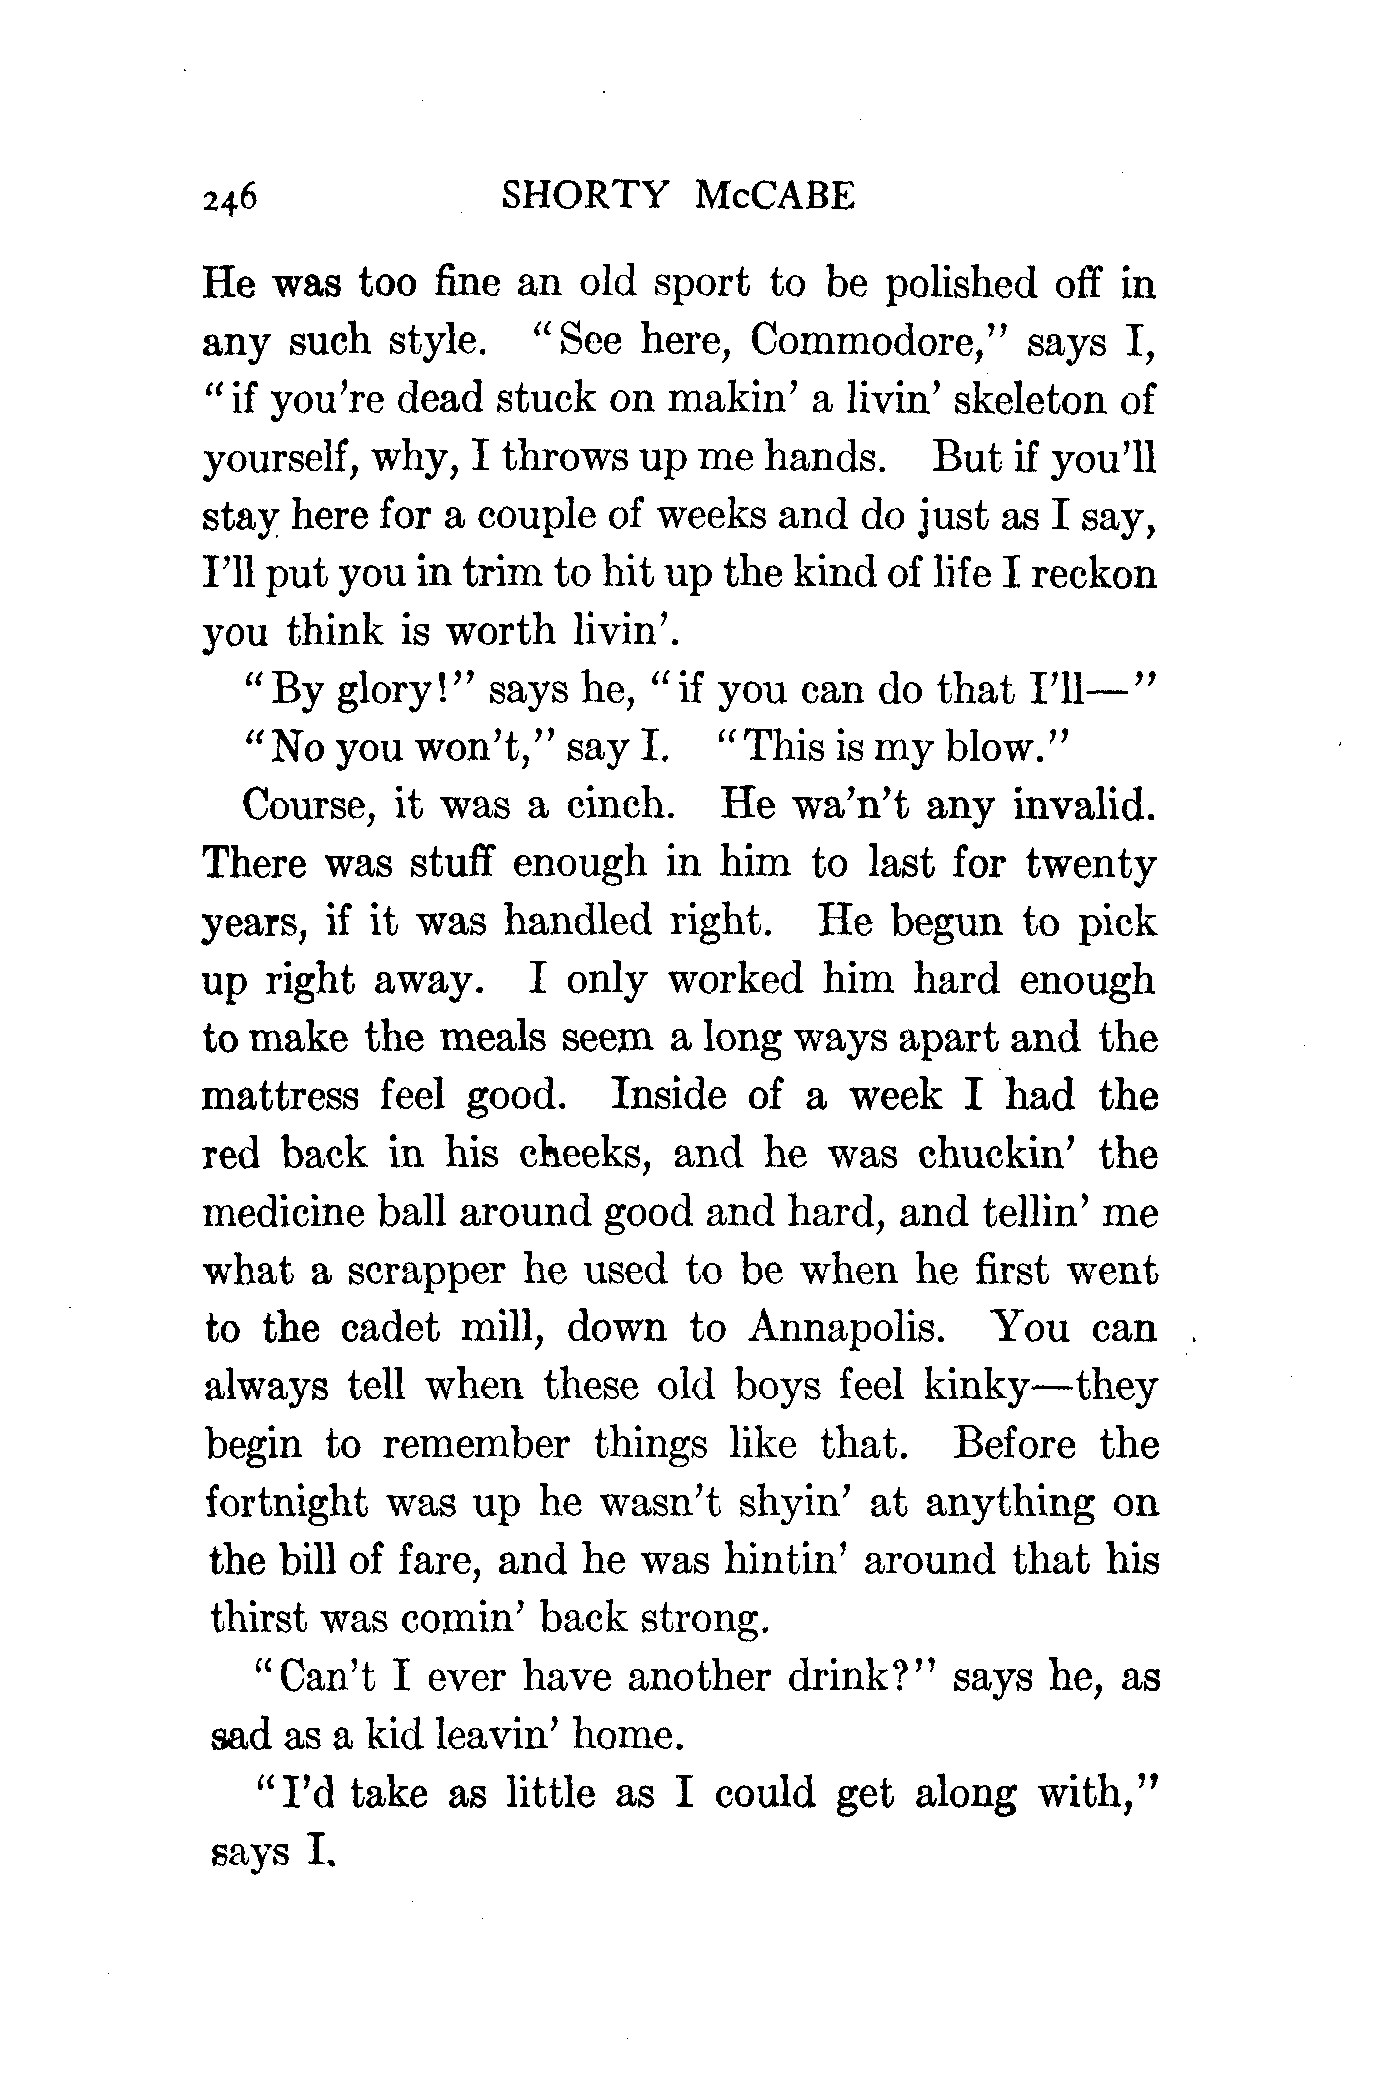 246 SHORTY McCABE
He was too fine an old sport to be polished off in
any such style. "See here, Commodore," says I,
"if you're dead stuck on makin' a livin' skeleton of
yourself, why, I throws up me hands. But if you'll
stay here for a couple of weeks and do just as I say,
I'll put you in trim to hit up the kind of life I reckon
you think is worth livin'.
"By glory!" says he, "if you can do that I'll—"
"No you won't," say I. "This is my blow."
Course, it was a cinch. He wa'n't any invalid.
There was stuff enough in him to last for twenty
years, if it was handled right. He begun to pick
up right away. I only worked him hard enough
to make the meals seem a long ways apart and the
mattress feel good. Inside of a week I had the
red back in his cheeks, and he was chuckin' the
medicine ball around good and hard, and tellin' me
what a scrapper he used to be when he first went
to the cadet mill, down to Annapolis. You can
always tell when these old boys feel kinky—they
begin to remember things like that. Before the
fortnight was up he wasn't shyin' at anything on
the bill of fare, and he was hintin' around that his
thirst was comin' back strong.
"Can't I ever have another drink?" says he, as
sad as a kid leavin' home.
"I'd take as little as I could get along with,"
says I.